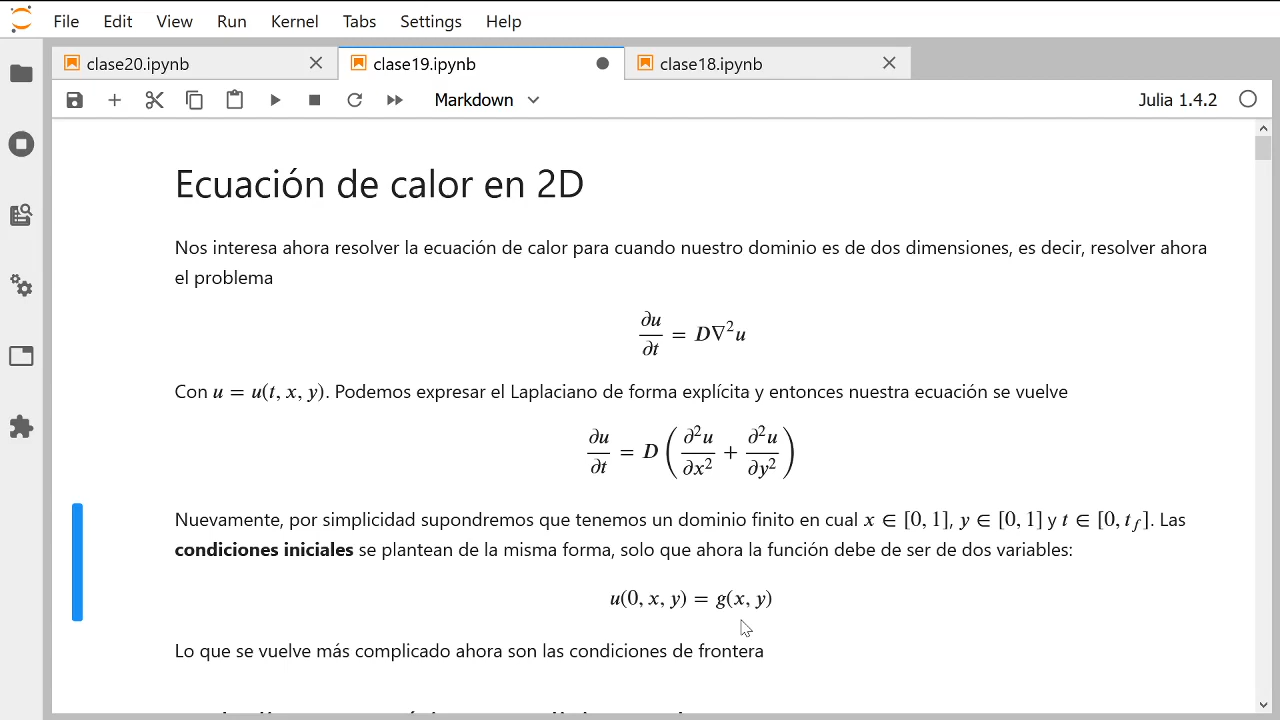 File Edit View Run Kernel Tabs Settings Help
clase20.ipynb clase19.ipynb clase18.ipynb
Markdown Julia 1.4.2
Ecuación de calor en 2D
Nos interesa ahora resolver la ecuación de calor para cuando nuestro dominio es de dos dimensiones, es decir, resolver ahora
el problema
∂u/∂t = D∇²u
Con u = u(t, x, y). Podemos expresar el Laplaciano de forma explícita y entonces nuestra ecuación se vuelve
∂u/∂t = D (∂²u/∂x² + ∂²u/∂y²)
Nuevamente, por simplicidad supondremos que tenemos un dominio finito en cual x ∈ [0, 1], y ∈ [0, 1] y t ∈ [0, t_f]. Las
condiciones iniciales se plantean de la misma forma, solo que ahora la función debe de ser de dos variables:
u(0, x, y) = g(x, y)
Lo que se vuelve más complicado ahora son las condiciones de frontera